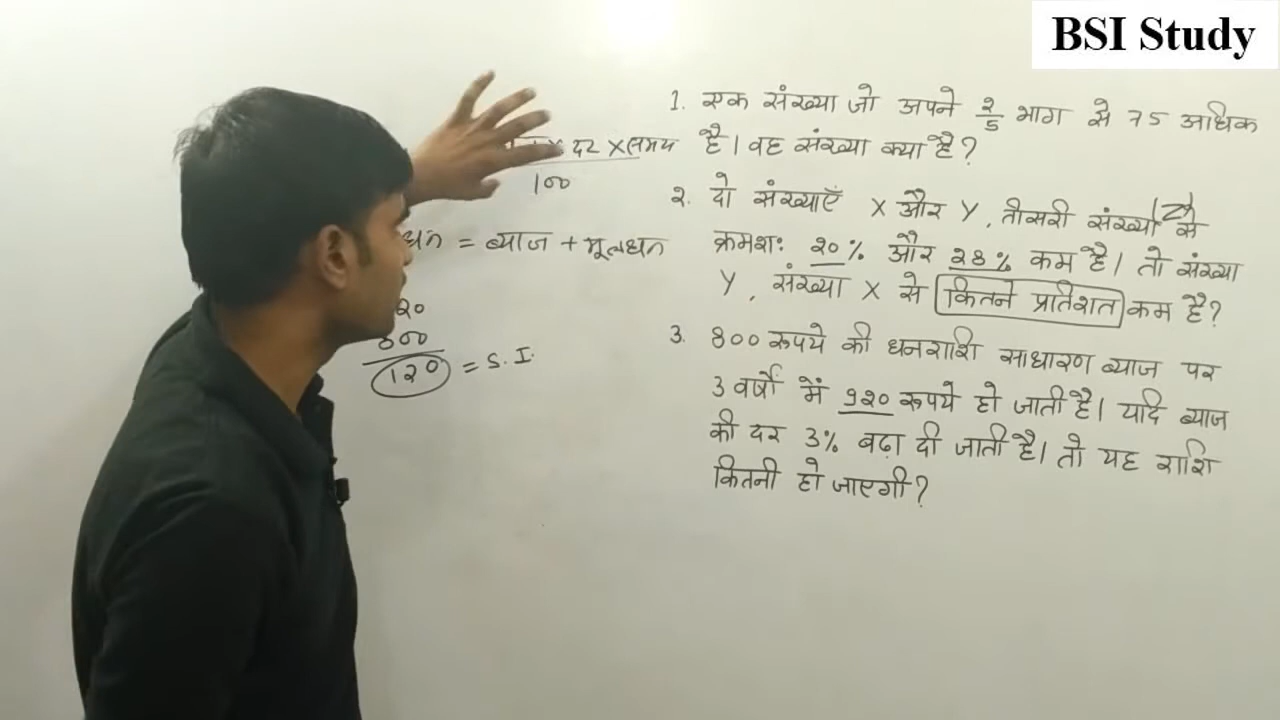 BSI Study
1. एक संख्या जो अपने 2/5 भाग से 75 अधिक
है। वह संख्या क्या है?
2. दो संख्याएँ X और Y, तीसरी संख्या (Z) से
क्रमशः 20% और 28% कम है। तो संख्या
Y, संख्या X से कितने प्रतिशत कम है?
3. 800 रुपये की धनराशि साधारण ब्याज पर
3 वर्षों में 920 रुपये हो जाती है। यदि ब्याज
की दर 3% बढ़ा दी जाती है। तो यह राशि
कितनी हो जाएगी?
× दर × समय
100
धन = ब्याज + मूलधन
20
800
120 = S.I.